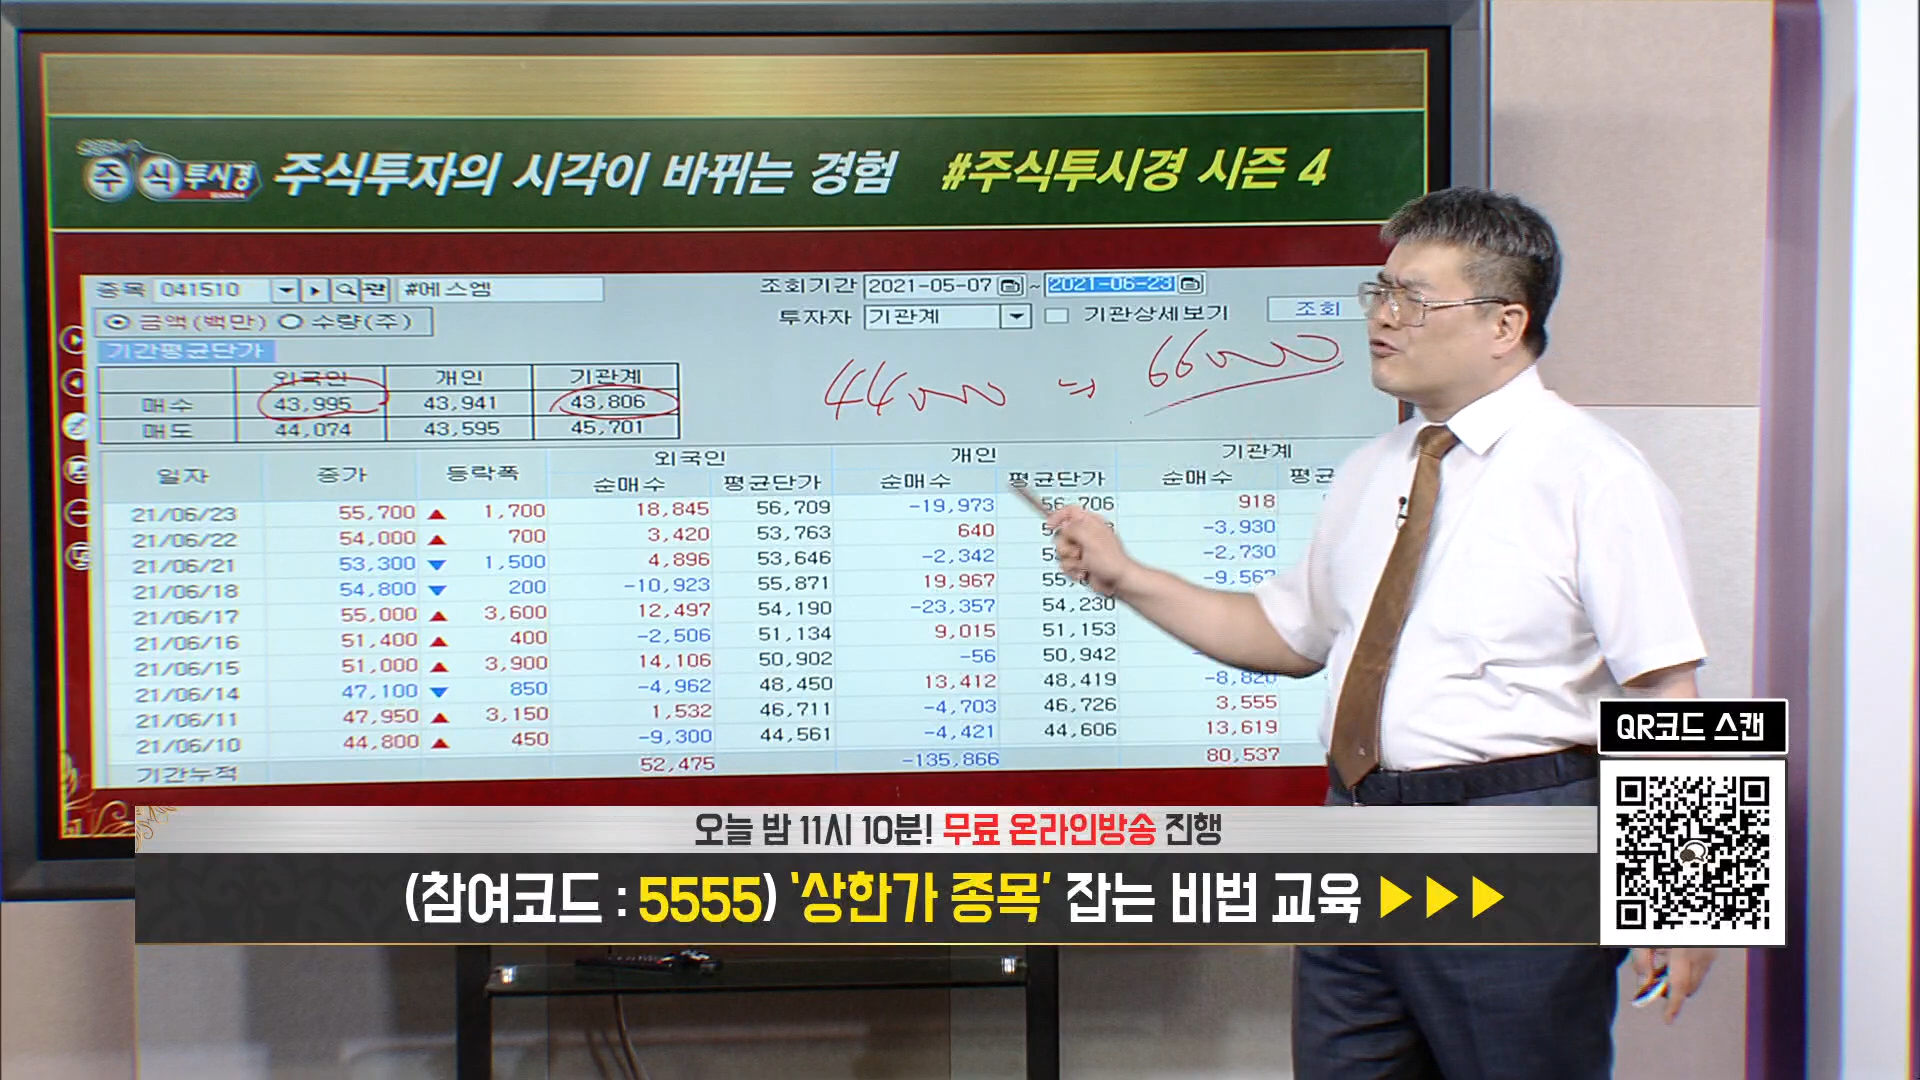 주식투시경 주식투자의 시각이 바뀌는 경험 #주식투시경 시즌 4
종목 041510 #에스엠 조회기간 2021-05-07 ~ 2021-06-23
금액(백만) 수량(주) 투자자 기관계 기관상세보기 조회
기간평균단가
외국인 개인 기관계
매수 43,995 43,941 43,806
매도 44,074 43,595 45,701
44000 => 66000
외국인 개인 기관계
일자 종가 등락폭 순매수 평균단가 순매수 평균단가 순매수
21/06/23 55,700 ▲ 1,700 18,845 56,709 -19,973 56,706 918
21/06/22 54,000 ▲ 700 3,420 53,763 640 -3,930
21/06/21 53,300 ▼ 1,500 4,896 53,646 -2,342 -2,730
21/06/18 54,800 ▼ 200 -10,923 55,871 19,967 -9,567
21/06/17 55,000 ▲ 3,600 12,497 54,190 -23,357 54,230
21/06/16 51,400 ▲ 400 -2,506 51,134 9,015 51,153
21/06/15 51,000 ▲ 3,900 14,106 50,902 -56 50,942
21/06/14 47,100 ▼ 850 -4,962 48,450 13,412 48,419 -8,820
21/06/11 47,950 ▲ 3,150 1,532 46,711 -4,703 46,726 3,555
21/06/10 44,800 ▲ 450 -9,300 44,561 -4,421 44,606 13,619
기간누적 52,475 -135,866 80,537
QR코드 스캔
오늘 밤 11시 10분! 무료 온라인방송 진행
(참여코드 : 5555) '상한가 종목' 잡는 비법 교육 ▶▶▶